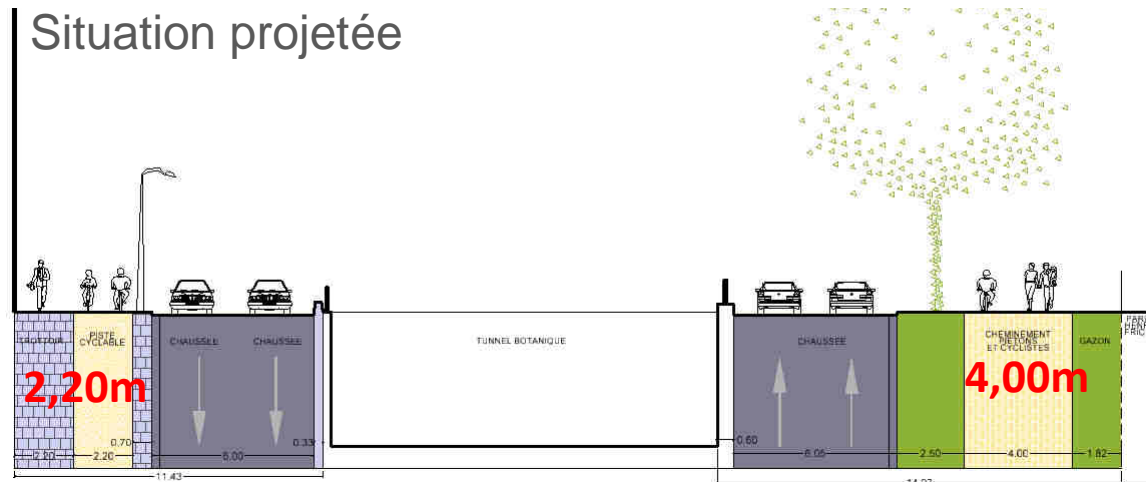 Situation projetée
TROTTOIR
PISTE
CYCLABLE
CHAUSSEE
CHAUSSEE
TUNNEL BOTANIQUE
CHAUSSEE
CHEMINEMENT
PIETONS
ET CYCLISTES
GAZON
2,20m
4,00m
0.70
0.33
0.60
2.20
2.20
6.00
6.05
2.50
4.00
1.82
11.43